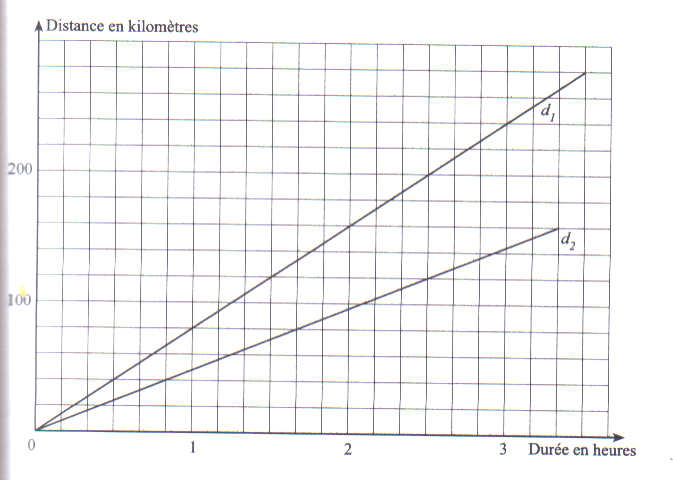 Distance en kilomètres
d1
200
d2
100
0
1
2
3
Durée en heures